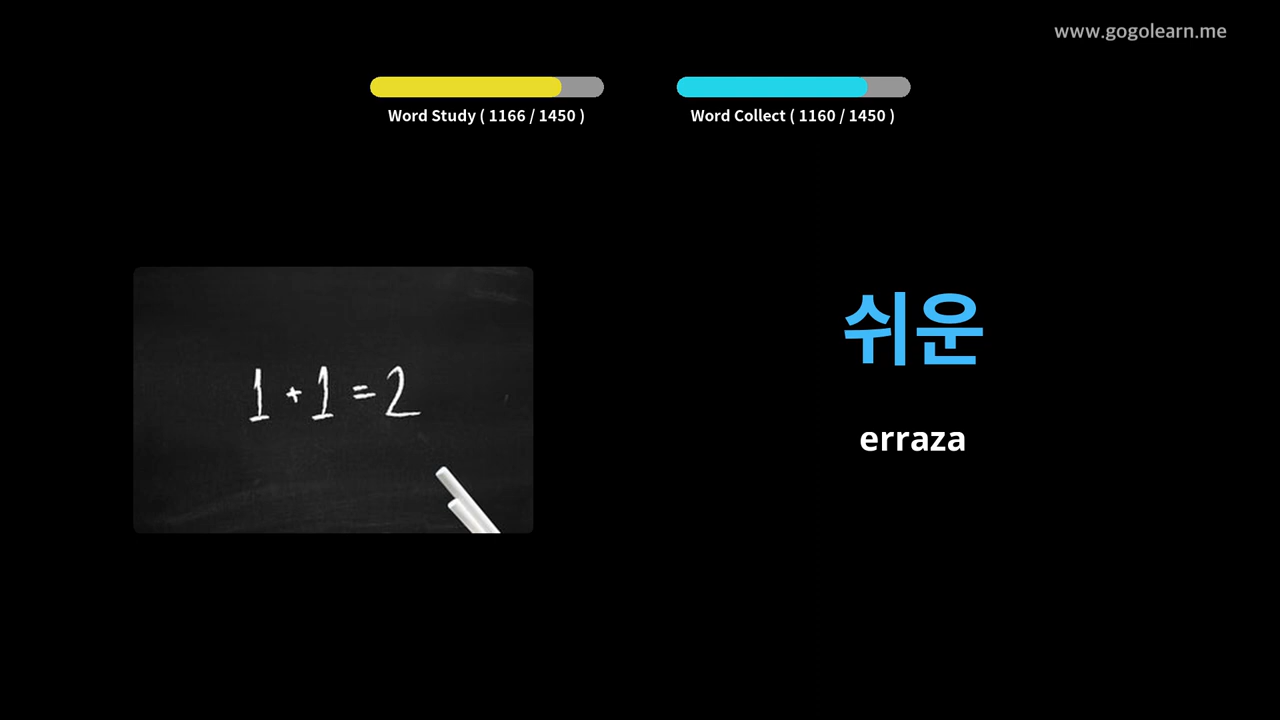 www.gogolearn.me
Word Study ( 1166 / 1450 )
Word Collect ( 1160 / 1450 )
1 + 1 = 2
쉬운
erraza